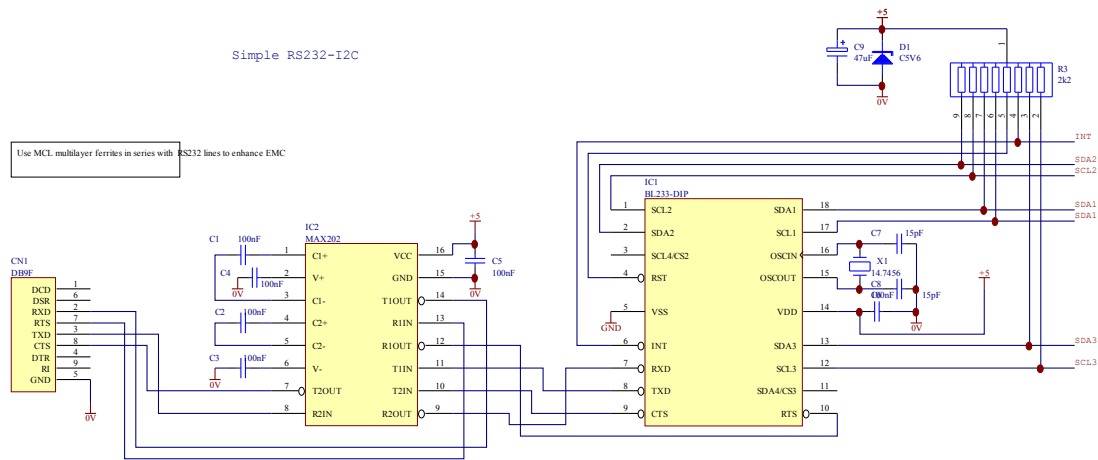 Simple RS232-I2C
+5
C9
47uF
D1
C5V6
0V
1
R3
2k2
9
8
7
6
5
4
3
2
INT
SDA2
SCL2
SDA1
SDA1
SDA3
SCL3
Use MCL multilayer ferrites in series with RS232 lines to enhance EMC
CN1
DB9F
DCD 1
DSR 6
RXD 2
RTS 7
TXD 3
CTS 8
DTR 4
RI 9
GND 5
0V
C1 100nF
C4 100nF
0V
C2 100nF
C3 100nF
0V
IC2
MAX202
1 C1+ VCC 16
2 V+ GND 15
3 C1- T1OUT 14
4 C2+ R1IN 13
5 C2- R1OUT 12
6 V- T1IN 11
7 T2OUT T2IN 10
8 R2IN R2OUT 9
+5
C5
100nF
0V
IC1
BL233-DIP
1 SCL2 SDA1 18
2 SDA2 SCL1 17
3 SCL4/CS2 OSCIN 16
4 RST OSCOUT 15
5 VSS VDD 14
6 INT SDA3 13
7 RXD SCL3 12
8 TXD SDA4/CS3 11
9 CTS RTS 10
GND
C7 15pF
X1
14.7456
C8
15pF
0V
+5